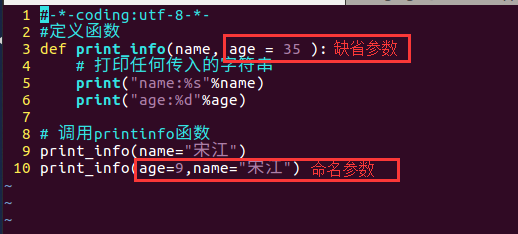 1 #-*-coding:utf-8-*-
2 #定义函数
3 def print_info(name, age = 35 ): 缺省参数
4 # 打印任何传入的字符串
5 print("name:%s"%name)
6 print("age:%d"%age)
7
8 # 调用printinfo函数
9 print_info(name="宋江")
10 print_info(age=9,name="宋江") 命名参数
~
~
~